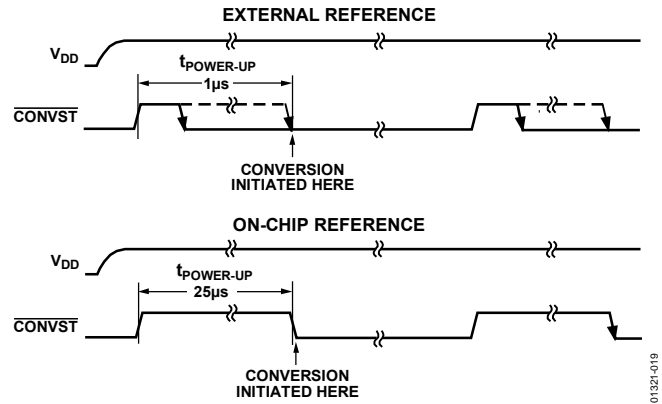 EXTERNAL REFERENCE
VDD
tPOWER-UP
1µs
CONVST
CONVERSION
INITIATED HERE
ON-CHIP REFERENCE
VDD
tPOWER-UP
25µs
CONVST
CONVERSION
INITIATED HERE
01321-019